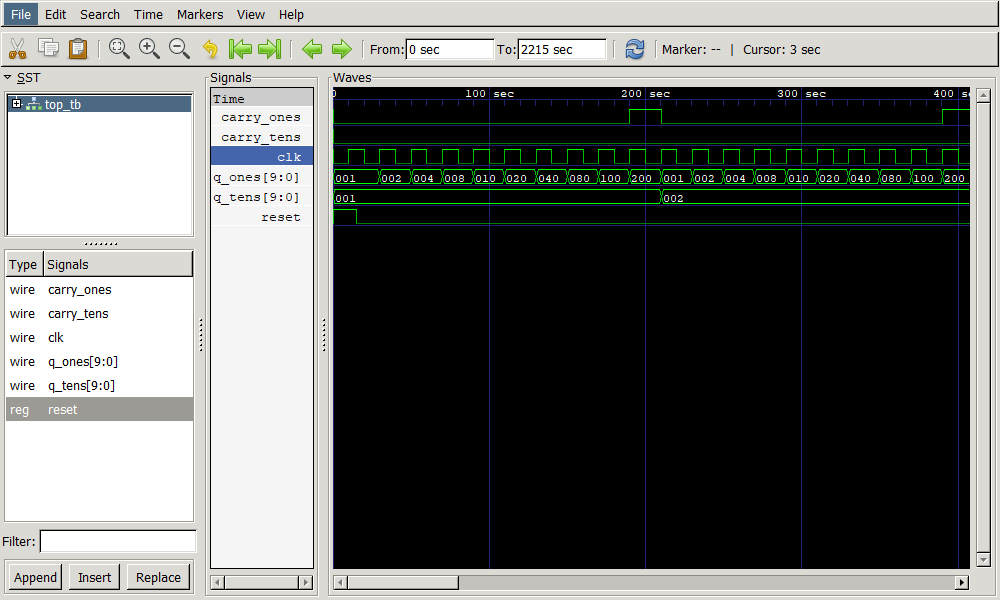 File Edit Search Time Markers View Help
From: 0 sec To: 2215 sec Marker: -- | Cursor: 3 sec
SST
top_tb
Type Signals
wire carry_ones
wire carry_tens
wire clk
wire q_ones[9:0]
wire q_tens[9:0]
reg reset
Filter:
Append Insert Replace
Signals
Time
carry_ones
carry_tens
clk
q_ones[9:0]
q_tens[9:0]
reset
Waves
0 100 sec 200 sec 300 sec 400 s
001 002 004 008 010 020 040 080 100 200 001 002 004 008 010 020 040 080 100 200
001 002